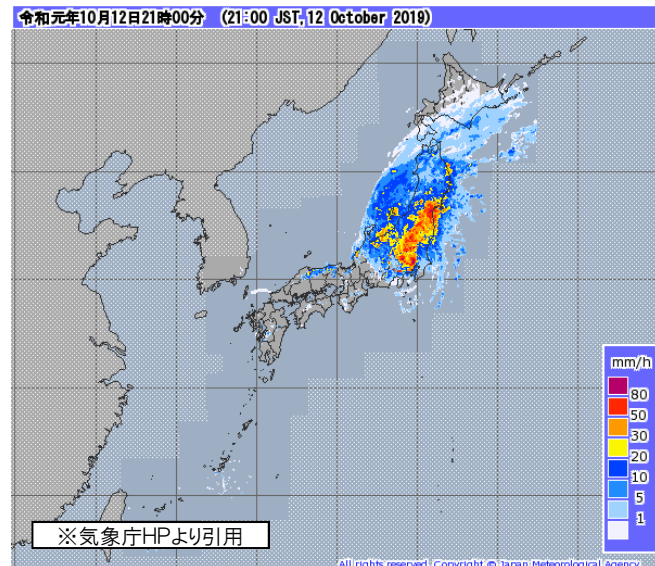 令和元年10月12日21時00分 (21:00 JST, 12 October 2019)
mm/h
80
50
30
20
10
5
1
※気象庁HPより引用
All rights reserved. Copyright © Japan Meteorological Agency